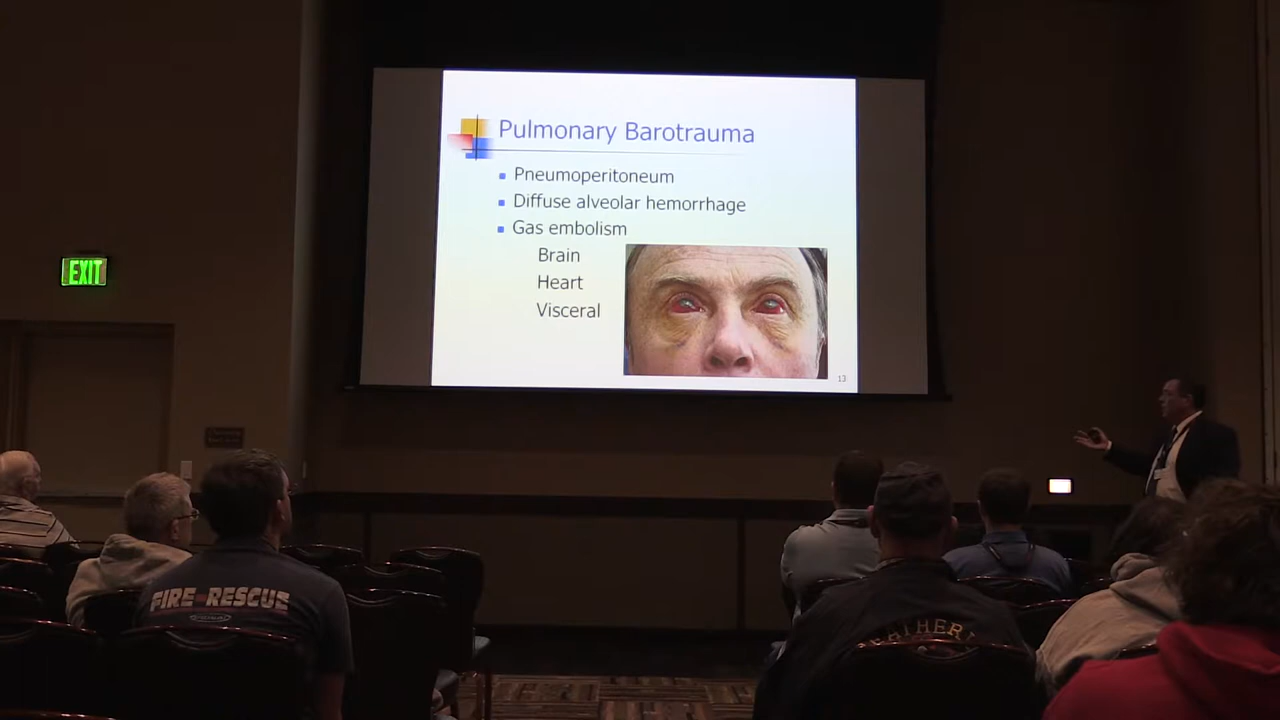 Pulmonary Barotrauma
Pneumoperitoneum
Diffuse alveolar hemorrhage
Gas embolism
Brain
Heart
Visceral
13
EXIT
FIRE-RESCUE